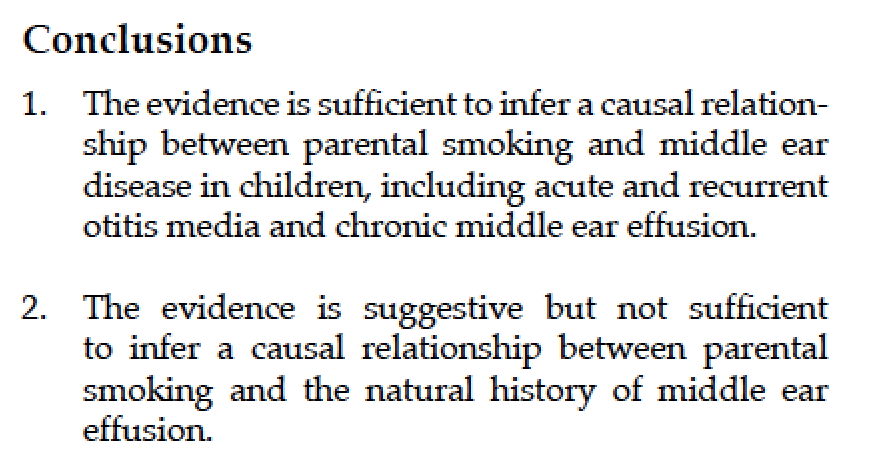 Conclusions
1. The evidence is sufficient to infer a causal relation-
ship between parental smoking and middle ear
disease in children, including acute and recurrent
otitis media and chronic middle ear effusion.
2. The evidence is suggestive but not sufficient
to infer a causal relationship between parental
smoking and the natural history of middle ear
effusion.